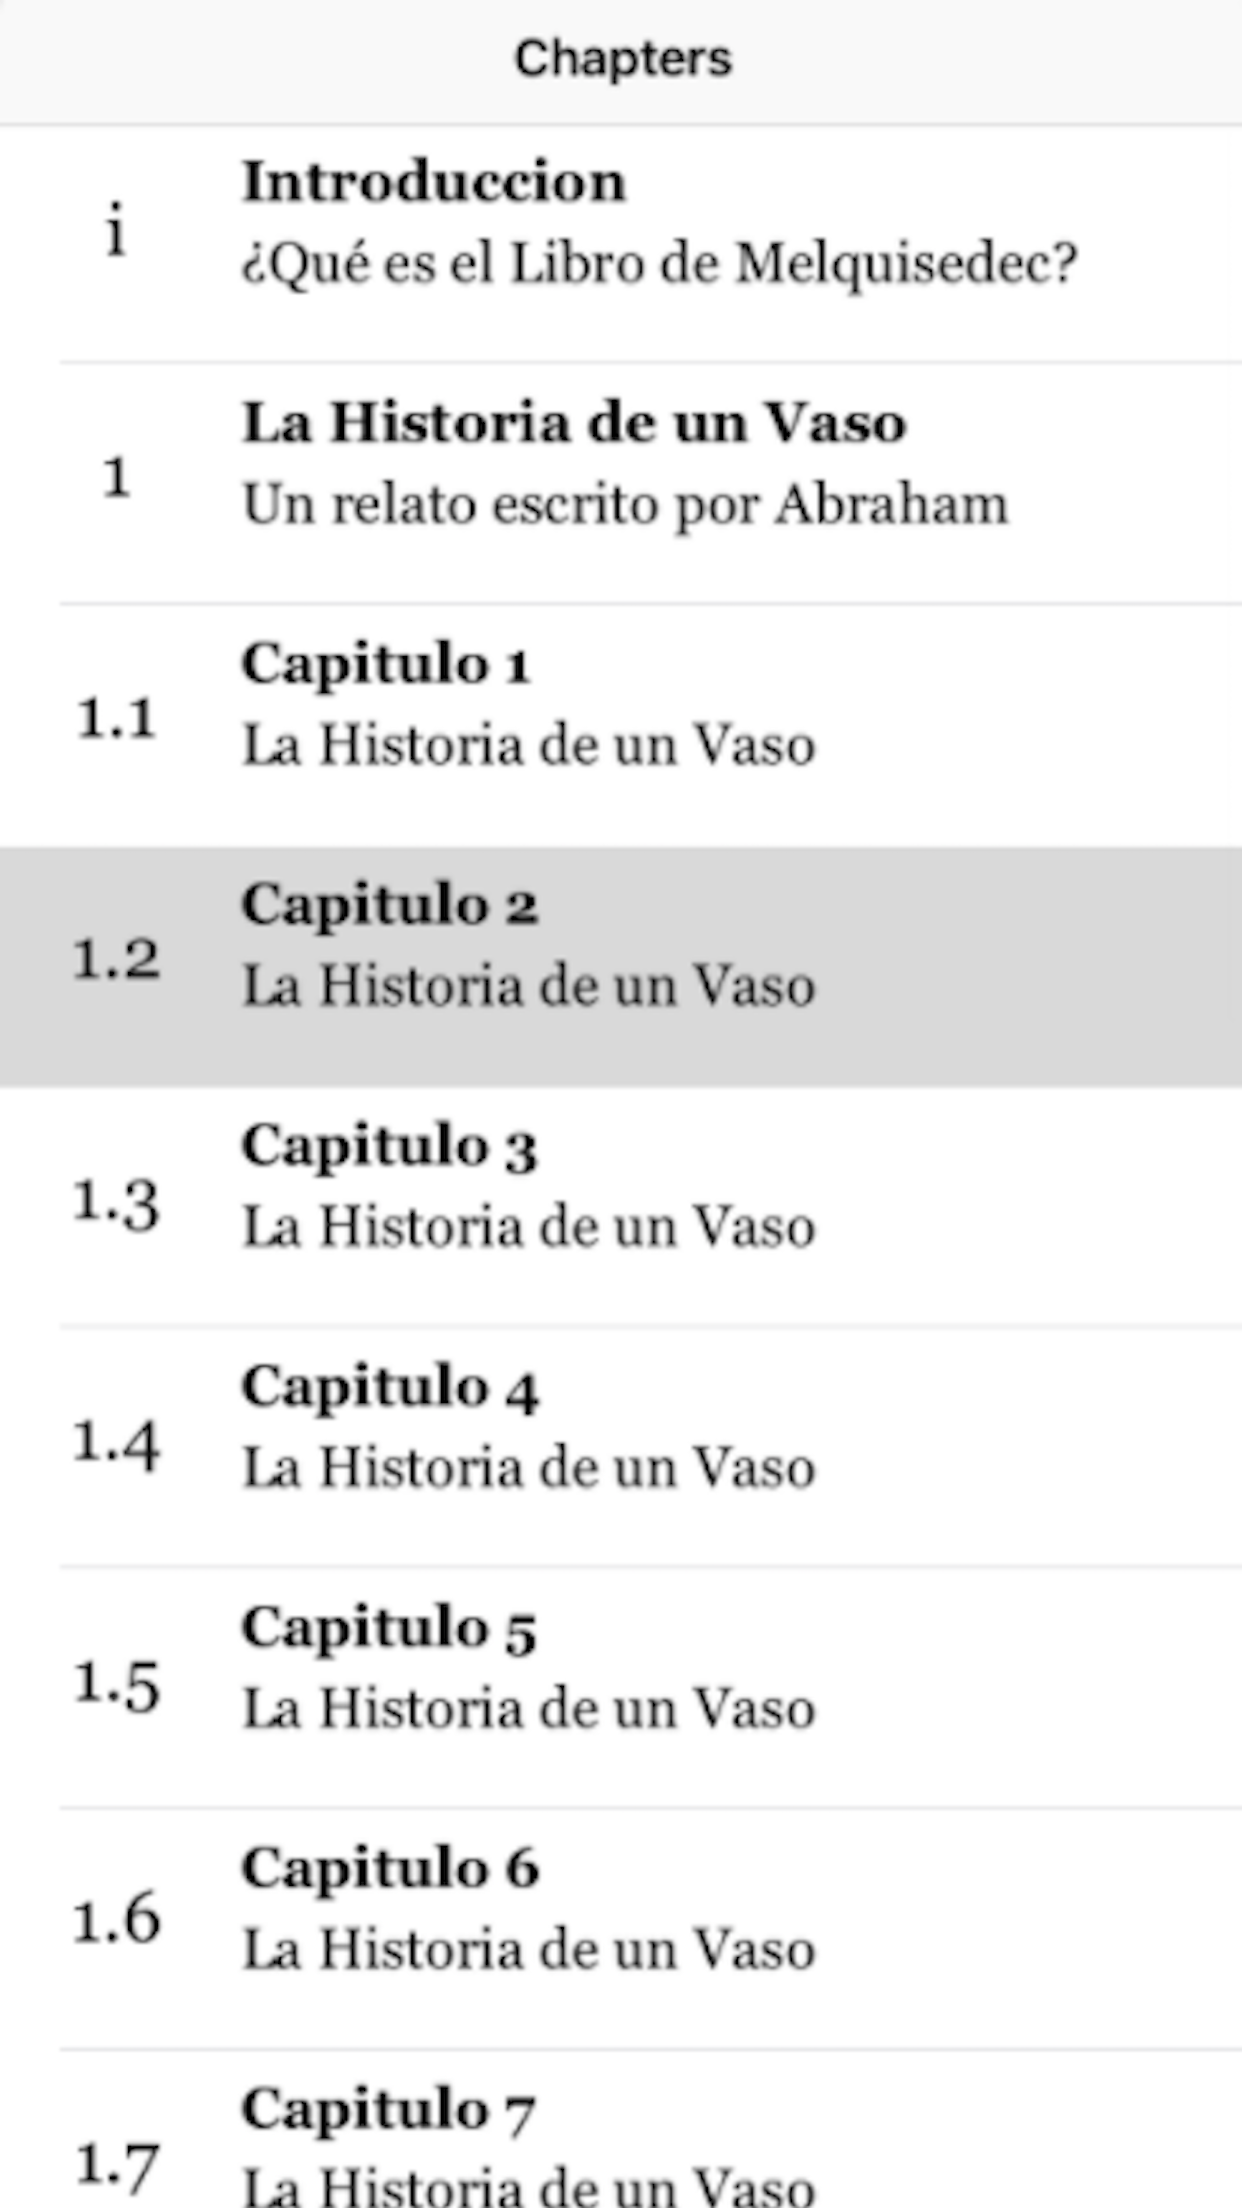 Chapters
i
Introduccion
¿Qué es el Libro de Melquisedec?
1
La Historia de un Vaso
Un relato escrito por Abraham
1.1
Capitulo 1
La Historia de un Vaso
1.2
Capitulo 2
La Historia de un Vaso
1.3
Capitulo 3
La Historia de un Vaso
1.4
Capitulo 4
La Historia de un Vaso
1.5
Capitulo 5
La Historia de un Vaso
1.6
Capitulo 6
La Historia de un Vaso
1.7
Capitulo 7
La Historia de un Vaso